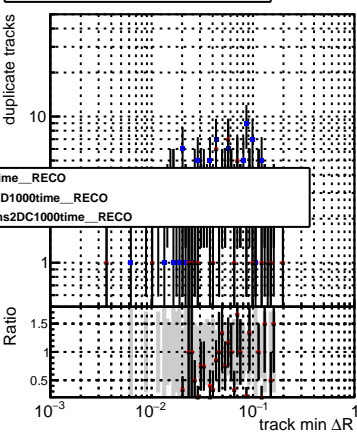 duplicate tracks
10
ime__RECO
D1000time__RECO
ns2DC1000time__RECO
1
Ratio
1.5
1
0.5
10−3
10−2
10−1
1
track min ΔR